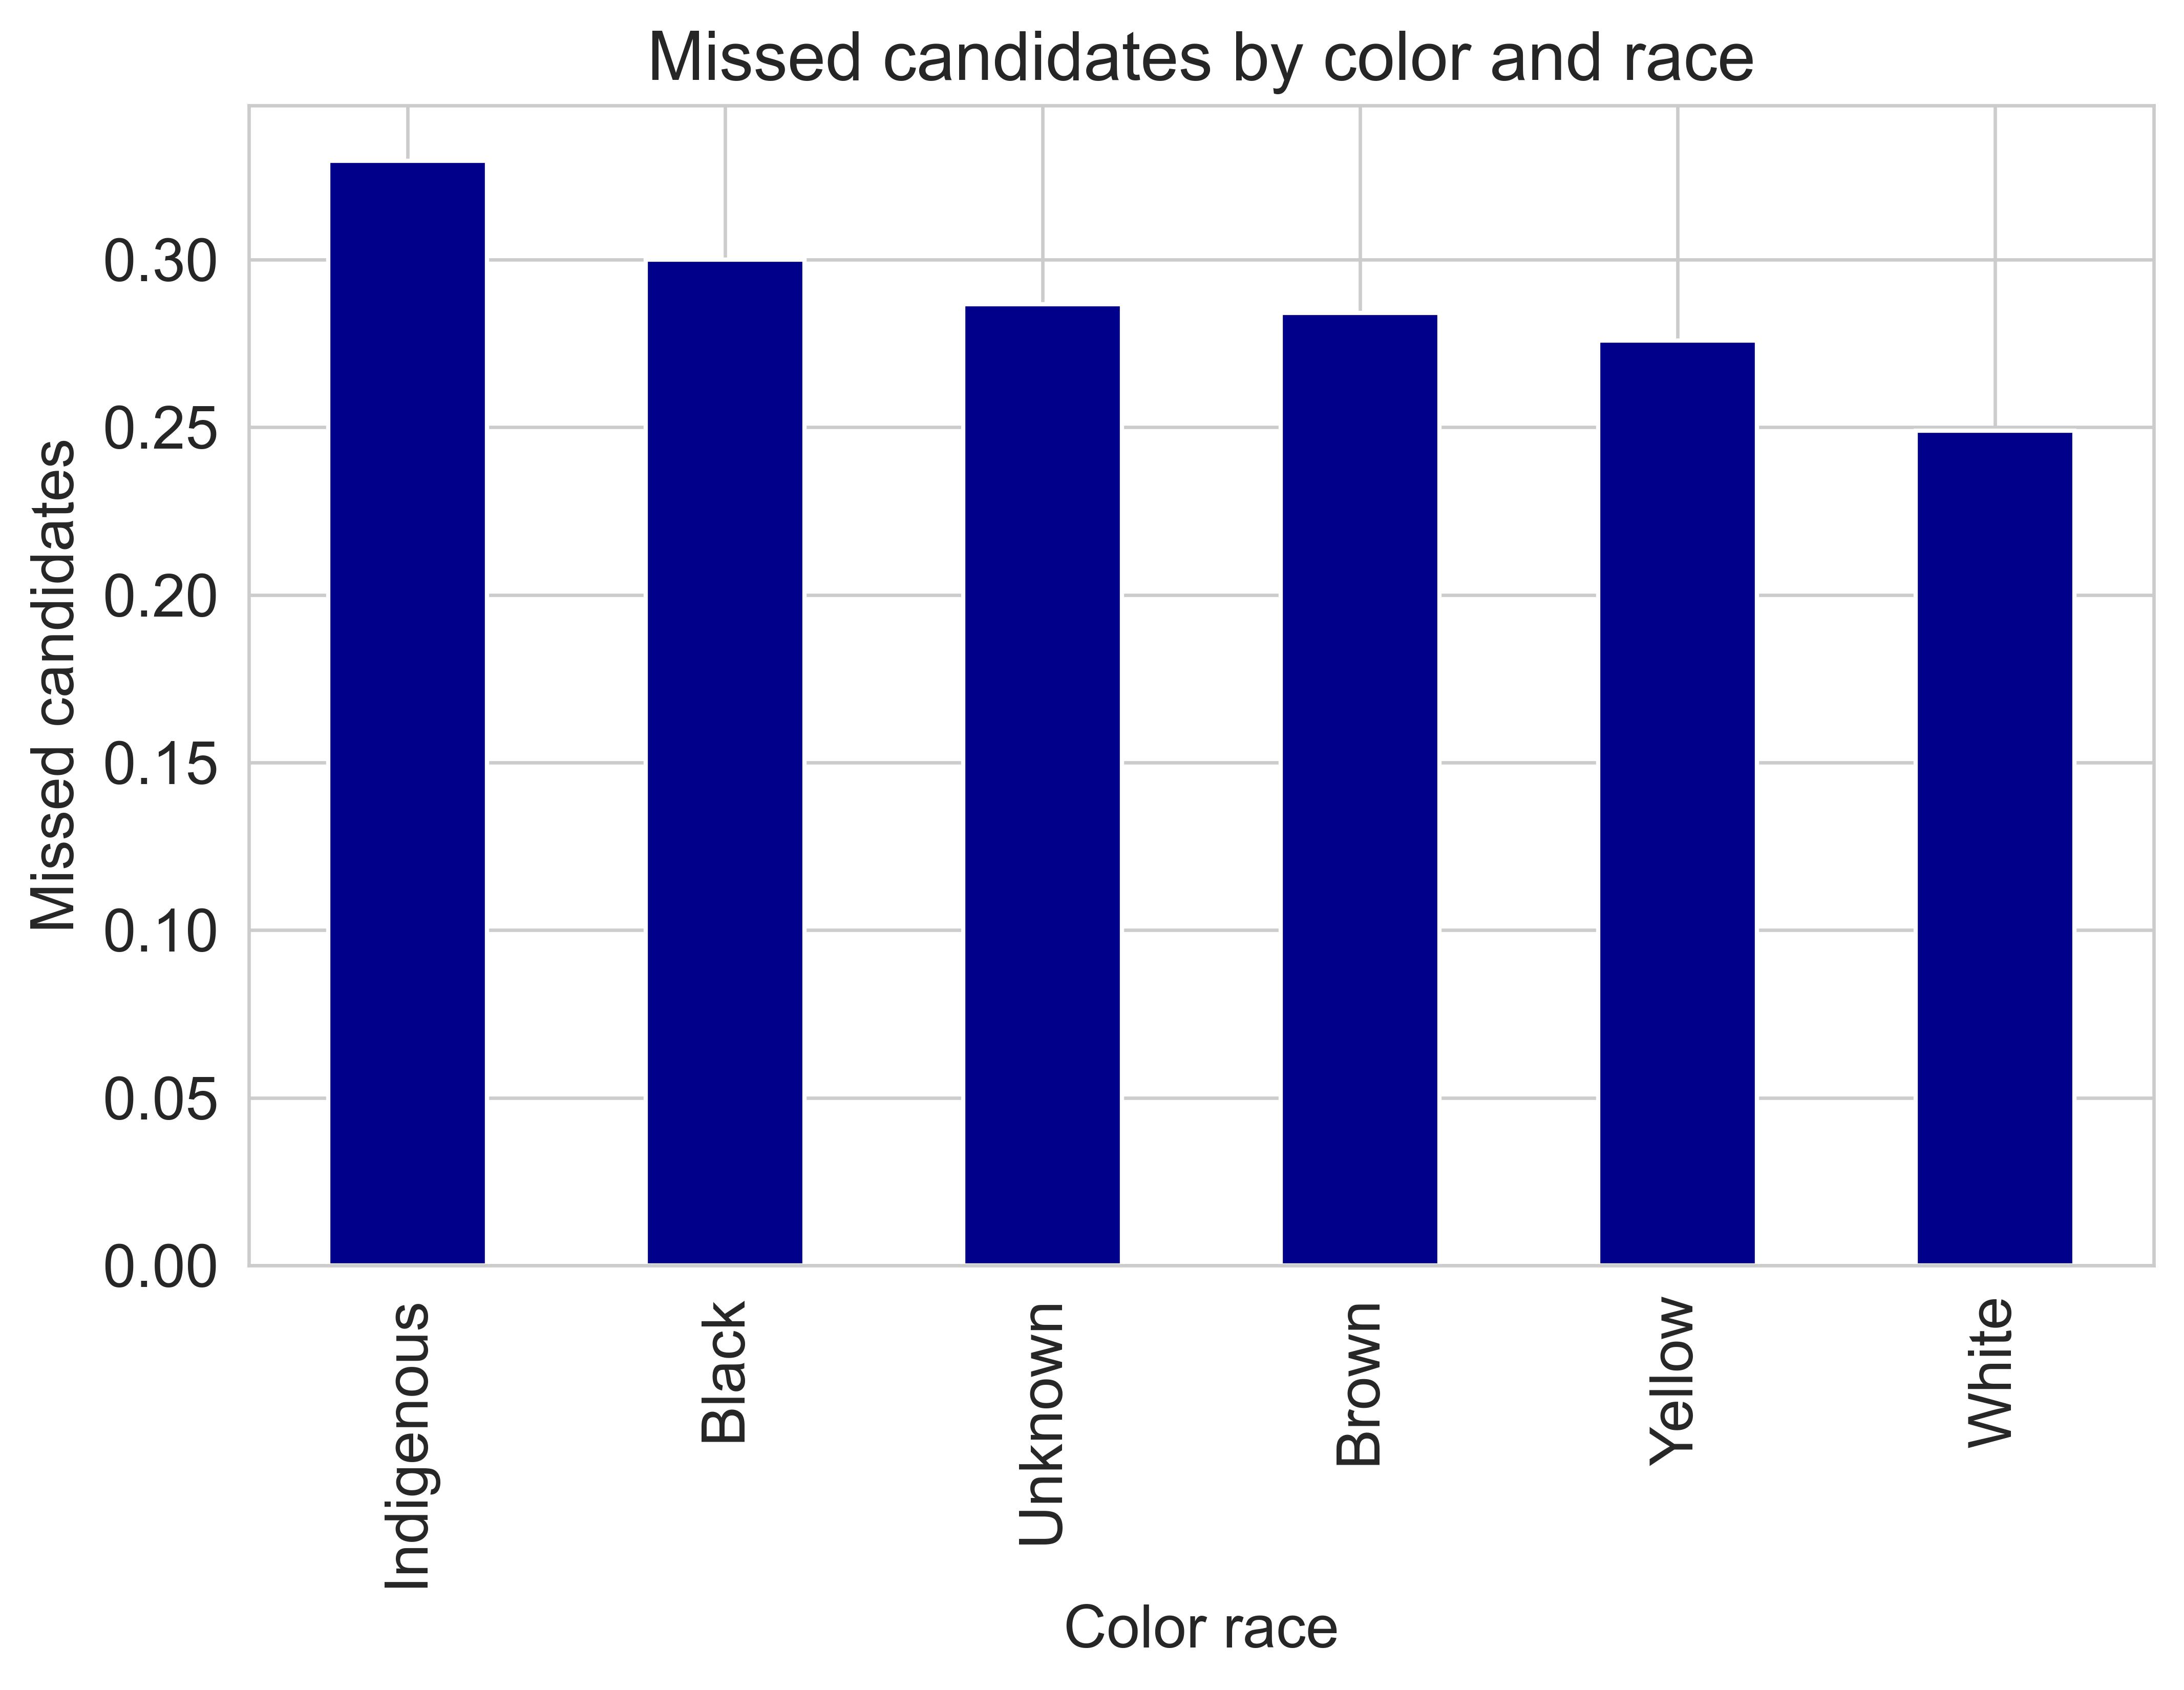 Missed candidates by color and race
Missed candidates
0.30
0.25
0.20
0.15
0.10
0.05
0.00
Indigenous
Black
Unknown
Brown
Yellow
White
Color race